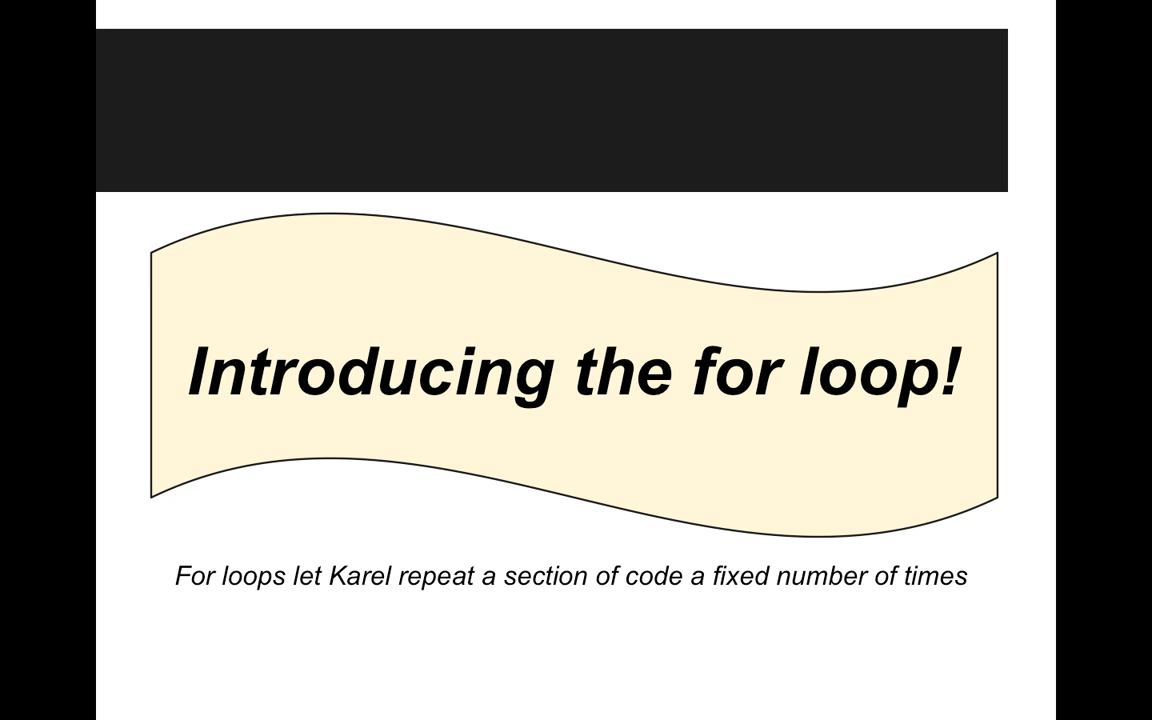 Introducing the for loop!
For loops let Karel repeat a section of code a fixed number of times